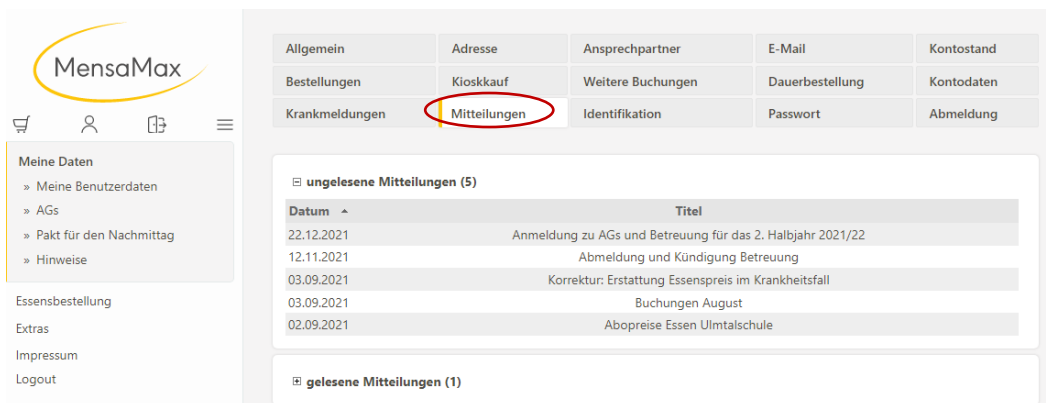 MensaMax
Meine Daten
» Meine Benutzerdaten
» AGs
» Pakt für den Nachmittag
» Hinweise
Essensbestellung
Extras
Impressum
Logout
Allgemein Adresse Ansprechpartner E-Mail Kontostand
Bestellungen Kioskkauf Weitere Buchungen Dauerbestellung Kontodaten
Krankmeldungen Mitteilungen Identifikation Passwort Abmeldung
ungelesene Mitteilungen (5)
Datum Titel
22.12.2021 Anmeldung zu AGs und Betreuung für das 2. Halbjahr 2021/22
12.11.2021 Abmeldung und Kündigung Betreuung
03.09.2021 Korrektur: Erstattung Essenspreis im Krankheitsfall
03.09.2021 Buchungen August
02.09.2021 Abopreise Essen Ulmtalschule
gelesene Mitteilungen (1)